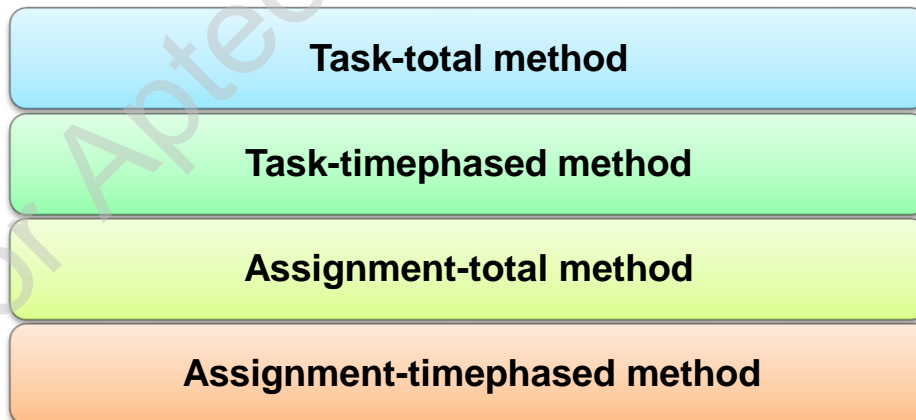 Task-total method
Task-timephased method
Assignment-total method
Assignment-timephased method